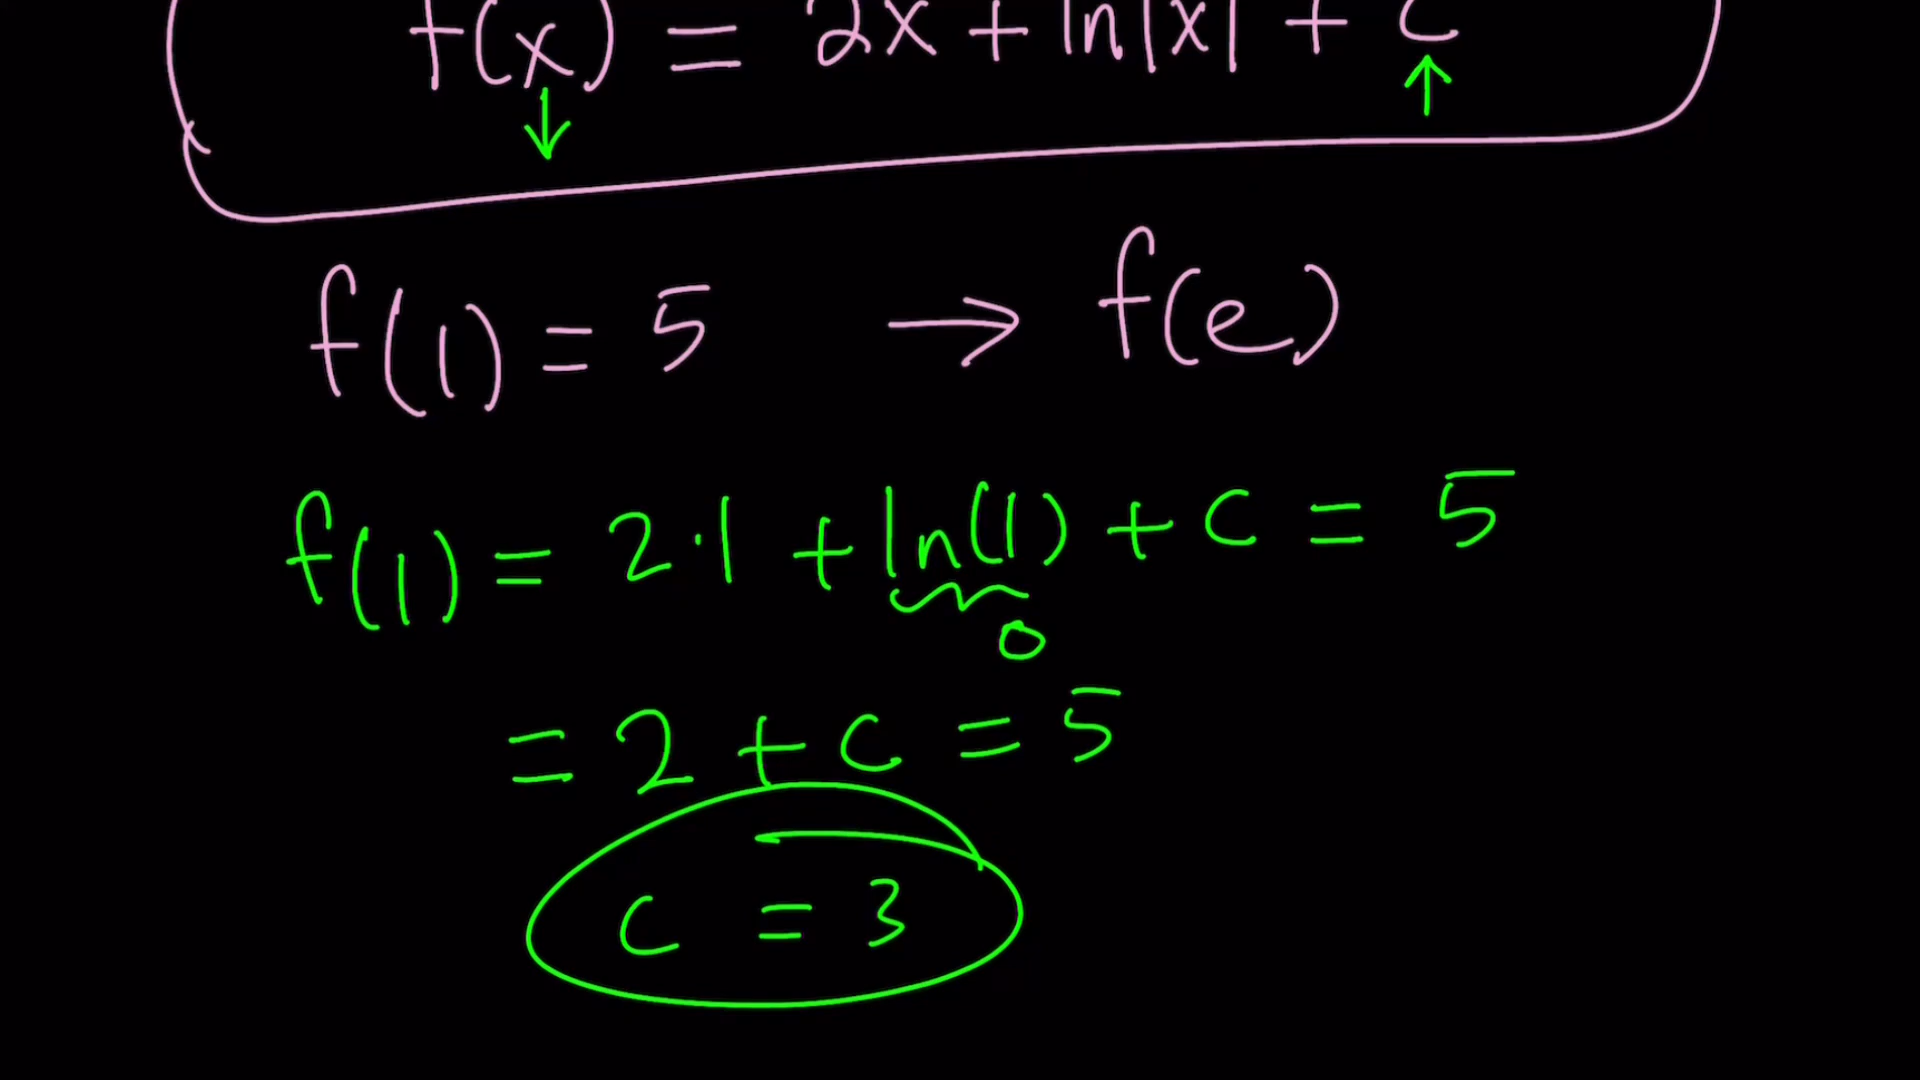 f(x) = 2x + ln|x| + c
f(1) = 5 → f(e)
f(1) = 2·1 + ln(1) + c = 5
0
= 2 + c = 5
c = 3